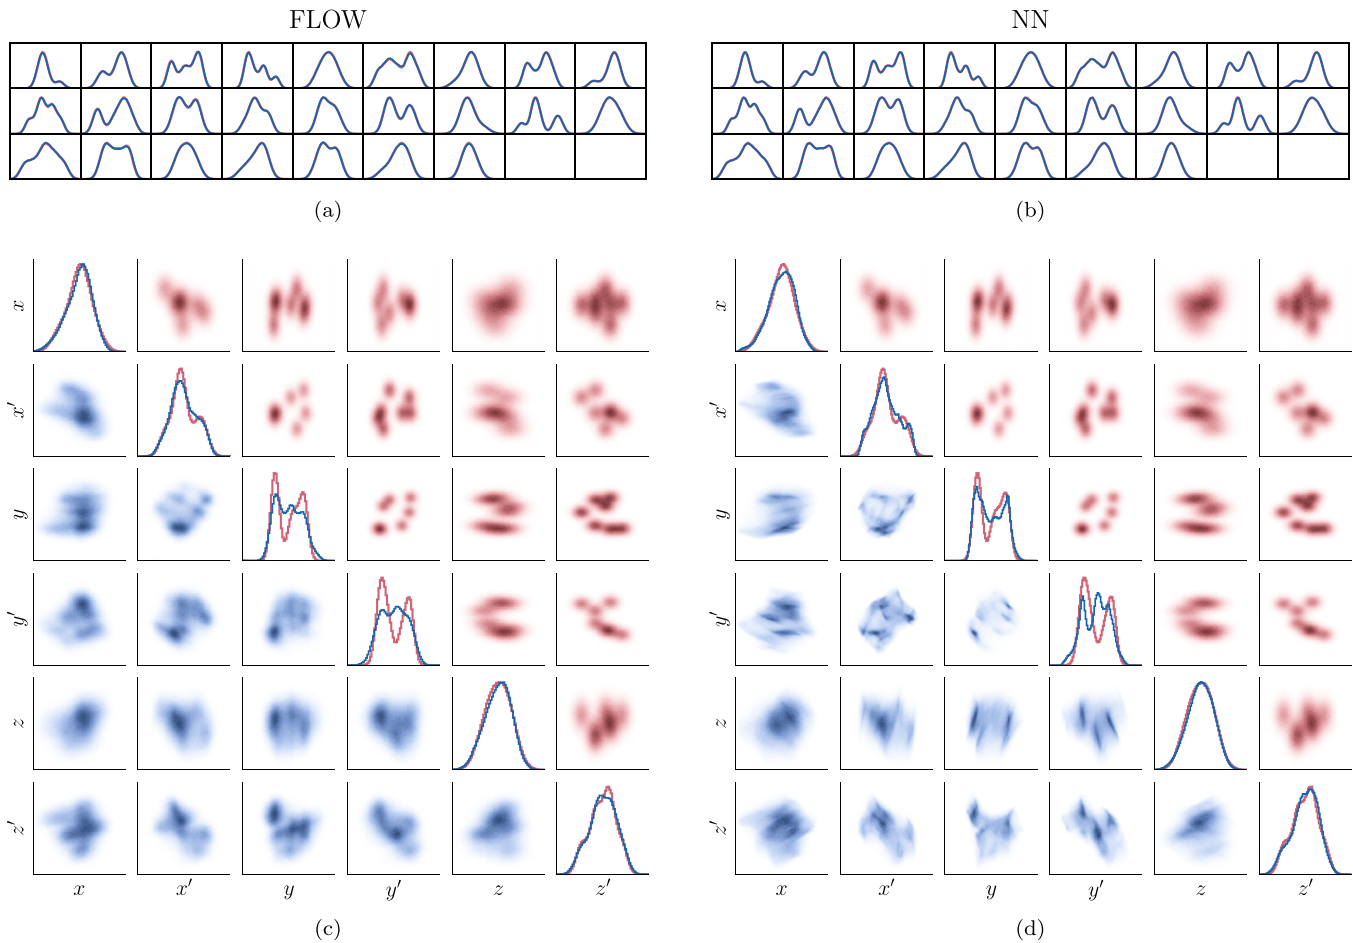 FLOW
NN
(a)
(b)
x
x
x′
x′
y
y
y′
y′
z
z
z′
z′
x x′ y y′ z z′
x x′ y y′ z z′
(c)
(d)